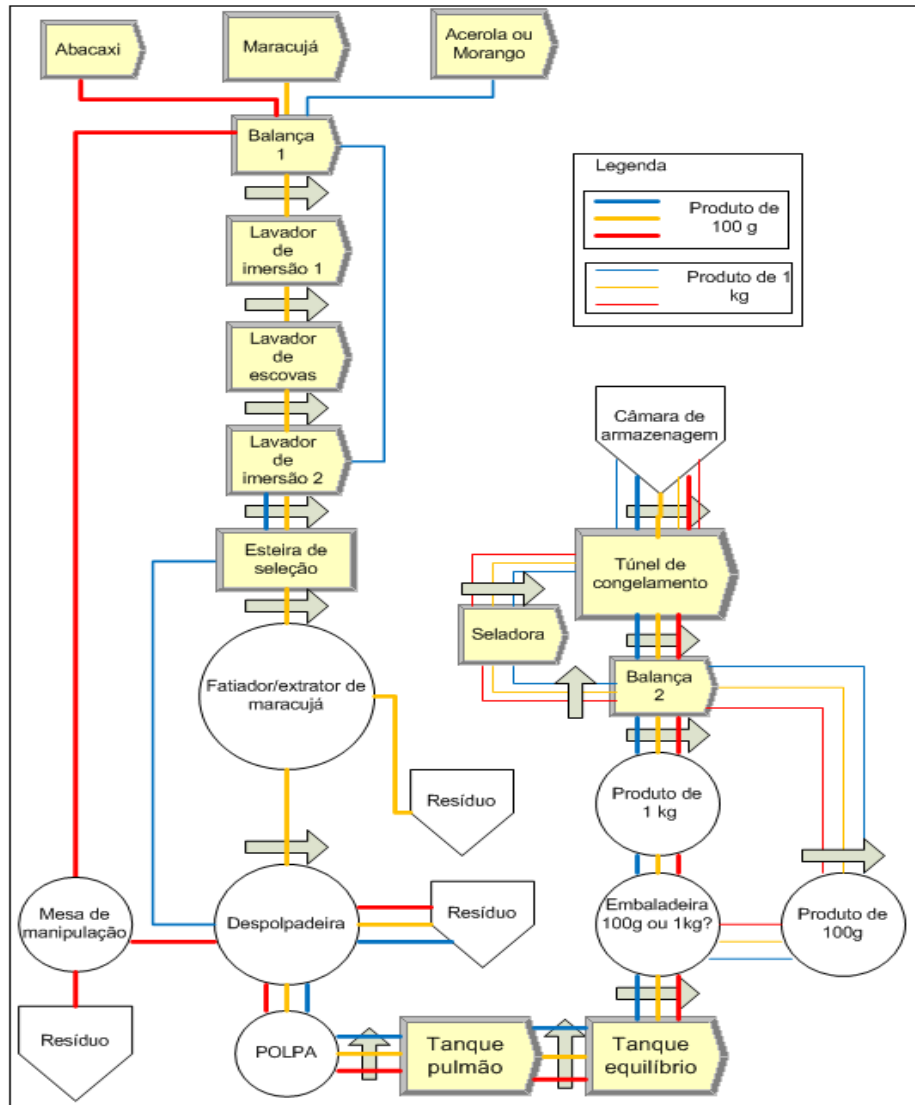 Abacaxi
Maracujá
Acerola ou
Morango
Balança
1
Legenda
Produto de
100 g
Produto de 1
kg
Lavador
de
imersão 1
Lavador
de
escovas
Lavador
de
imersão 2
Esteira de
seleção
Fatiador/extrator de
maracujá
Resíduo
Mesa de
manipulação
Despolpadeira
Resíduo
Resíduo
POLPA
Tanque
pulmão
Tanque
equilíbrio
Câmara de
armazenagem
Túnel de
congelamento
Seladora
Balança
2
Produto de
1 kg
Embaladeira
100g ou 1kg?
Produto de
100g